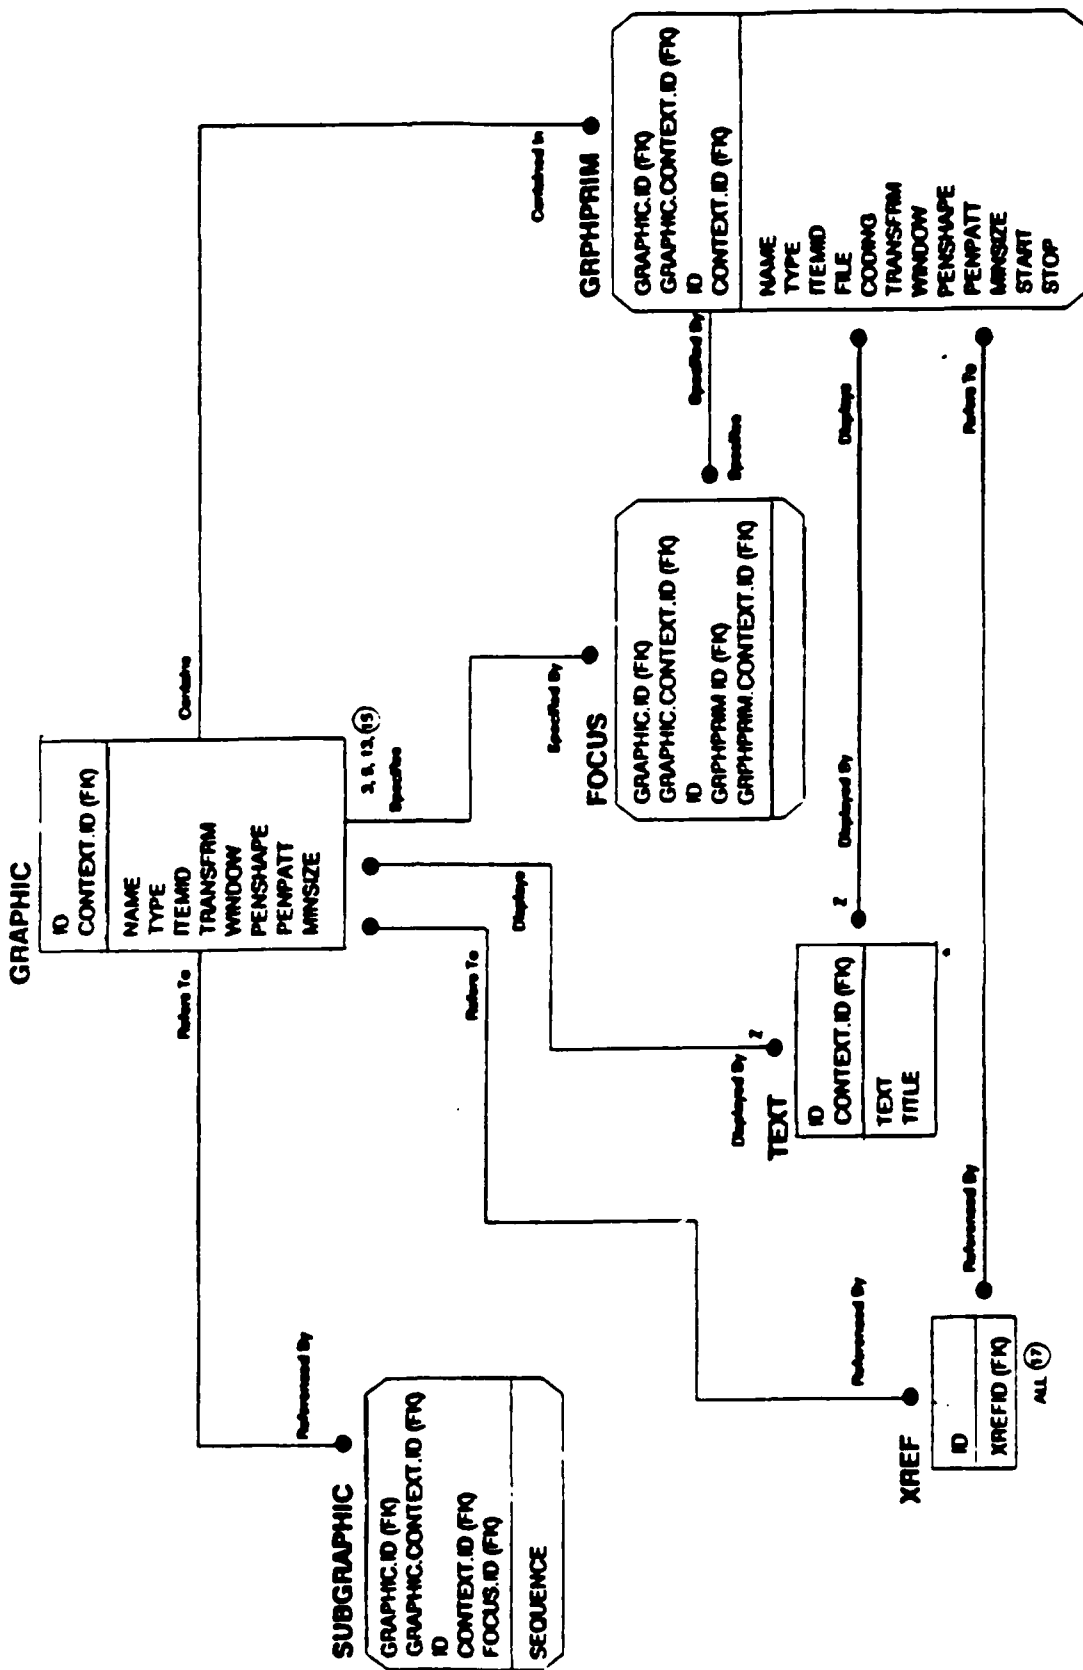 GRAPHIC
ID
CONTEXT.ID (FK)
NAME
TYPE
ITEMID
TRANSFRM
WINDOW
PENSHAPE
PENPATT
MINSIZE
Refers To
Contains
3, 9, 13, 15
Specifies
Displays
Refers To
Referenced By
SUBGRAPHIC
GRAPHIC.ID (FK)
GRAPHIC.CONTEXT.ID (FK)
ID
CONTEXT.ID (FK)
FOCUS.ID (FK)
SEQUENCE
Specified By
FOCUS
GRAPHIC.ID (FK)
GRAPHIC.CONTEXT.ID (FK)
ID
GRPHPRIM ID (FK)
GRPHPRIM.CONTEXT.ID (FK)
Contained In
GRPHPRIM
GRAPHIC.ID (FK)
GRAPHIC.CONTEXT.ID (FK)
ID
CONTEXT.ID (FK)
NAME
TYPE
ITEMID
FILE
CODING
TRANSFRM
WINDOW
PENSHAPE
PENPATT
MINSIZE
START
STOP
Specified By
Specifies
Displayed By
Z
TEXT
ID
CONTEXT.ID (FK)
TEXT
TITLE
Z
Displayed By
Displays
Referenced By
XREF
ID
XREFID (FK)
ALL 17
Referenced By
Refers To